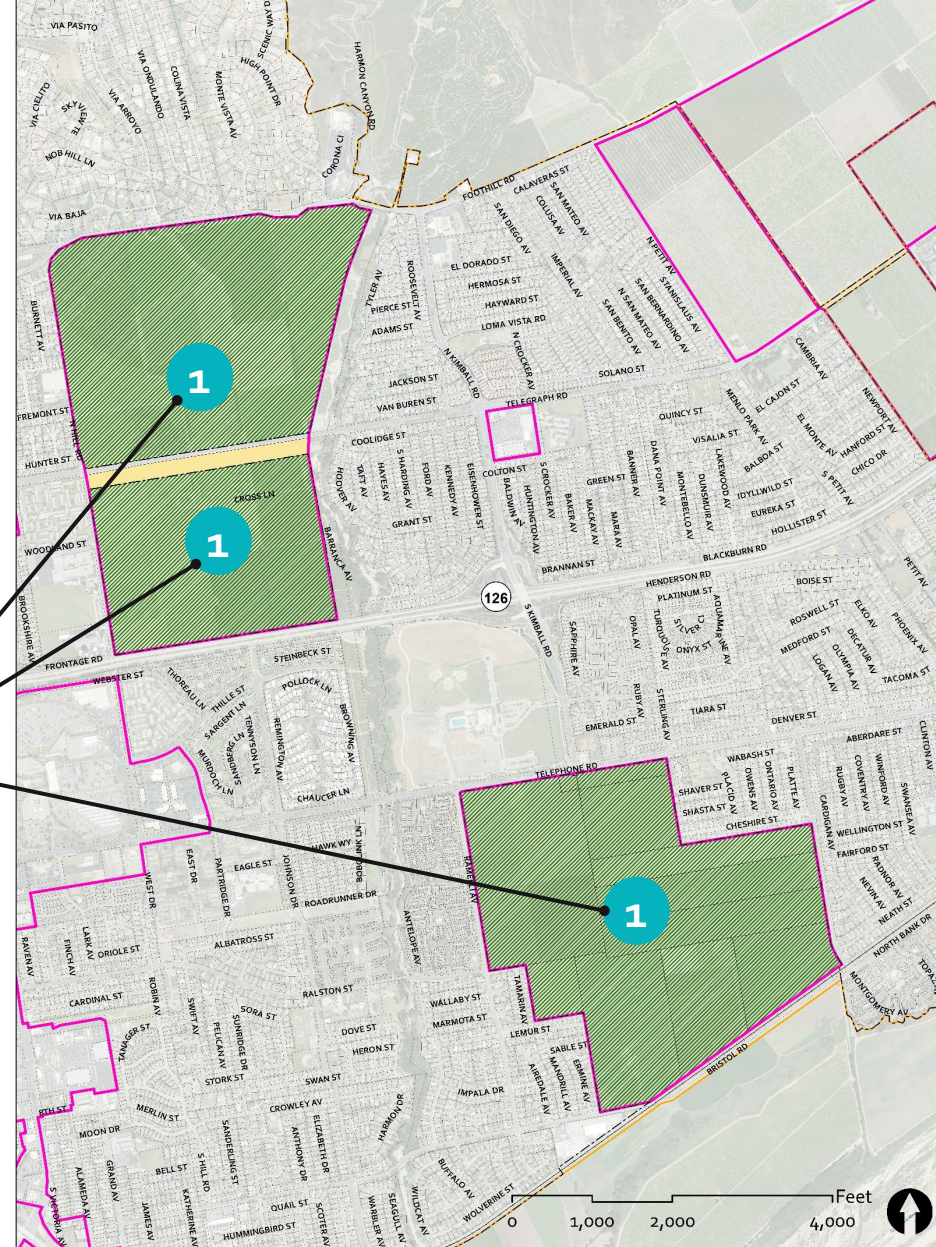 VIA PASITO
SCENIC WAY D
VIA ONDULANDO
COLINA VISTA
HIGH POINT DR
HARMON CANYON RD
VIA CIELITO
SKYVIEW TE
VIA ARROYO
MONTE VISTA AV
NOB HILL LN
CORONA CI
VIA BAJA
FOOTHILL RD
CALAVERAS ST
SAN MATEO AV
COLUSA AV
SAN DIEGO AV
N PETIT AV
EL DORADO ST
IMPERIAL AV
TYLER AV
ROOSEVELT AV
HERMOSA ST
STANISLAUS AV
PIERCE ST
HAYWARD ST
SAN BERNARDINO AV
N SAN MATEO AV
SAN BENITO AV
BURNETT AV
ADAMS ST
LOMA VISTA RD
N CROCKER AV
N KIMBALL RD
CAMBRIA AV
1
JACKSON ST
SOLANO ST
TELEGRAPH RD
VAN BUREN ST
MENLO PARK AV
EL CAJON ST
NEWPORT AV
FREMONT ST
N HILL RD
QUINCY ST
EL MONTE AV
HANFORD ST
COOLIDGE ST
VISALIA ST
BALBOA ST
CHICO DR
HUNTER ST
HOOVER AV
TAFT AV
HAYES AV
S HARDING AV
FORD AV
KENNEDY AV
EISENHOWER ST
COLTON ST
BALDWIN AV
HUNTINGTON AV
S CROCKER AV
BAKER AV
MACKAY AV
GREEN ST
MARA AV
BANNER AV
DANA POINT AV
MONTEBELLO AV
DUNSMUIR AV
LAKEWOOD AV
IDYLLWILD ST
S PETIT AV
CROSS LN
EUREKA ST
GRANT ST
HOLLISTER ST
1
WOODLAND ST
BARRANCA AV
BRANNAN ST
BLACKBURN RD
PETIT AV
HENDERSON RD
BOISE ST
126
PLATINUM ST
BROOKSHIRE AV
S KIMBALL RD
SAPPHIRE AV
OPAL AV
TURQUOISE AV
SILVER CI
AQUAMARINE AV
ONYX ST
ROSWELL ST
ELKO AV
PHOENIX AV
MEDFORD ST
DECATUR AV
OLYMPIA AV
LOGAN AV
FRONTAGE RD
STEINBECK ST
WEBSTER ST
THOREAU LN
THILLE ST
POLLOCK LN
TACOMA ST
RUBY AV
STERLING AV
SARGENT LN
TENNYSON LN
REMINGTON AV
BROWNING AV
TIARA ST
DENVER ST
EMERALD ST
SANDBERG LN
MURDOCH LN
ABERDARE ST
CLINTON AV
WABASH ST
TELEPHONE RD
CHAUCER LN
SHAVER ST
PLACID AV
OWENS AV
ONTARIO AV
PLATTE AV
RUGBY AV
COVENTRY AV
WINFORD AV
SWANSEA AV
SHASTA ST
CARDIGAN AV
CHESHIRE ST
WELLINGTON ST
HAWK WY
BOBOLINK LN
FAIRFORD ST
EAST DR
PARTRIDGE DR
EAGLE ST
JOHNSON DR
RAMELLI AV
RADNOR AV
NEVIN AV
WEST DR
ROADRUNNER DR
NEATH ST
1
ANTELOPE AV
NORTH BANK DR
LARK AV
FINCH AV
RAVEN AV
ORIOLE ST
ALBATROSS ST
MONTGOMERY AV
TOPAZ
CARDINAL ST
ROBIN AV
RALSTON ST
WALLABY ST
TAMARIN AV
SWIFT AV
SORA ST
MARMOTA ST
TANAGER ST
PELICAN AV
SUNRIDGE DR
DOVE ST
LEMUR ST
HERON ST
SABLE ST
BRISTOL RD
STORK ST
SWAN ST
AIREDALE AV
MANDRILL AV
ERMINE AV
IMPALA DR
8TH ST
MERLIN ST
CROWLEY AV
HARMON DR
MOON DR
SANDERLING ST
ANTHONY DR
ELIZABETH DR
BELL ST
S HILL RD
BUFFALO AV
S VICTORIA AV
ALAMEDA AV
GRAND AV
JAMES AV
KATHERINE AV
QUAIL ST
SCOTER AV
WARBLER AV
SEAGULL AV
WILDCAT AV
WOLVERINE ST
HUMMINGBIRD ST
Feet
0 1,000 2,000 4,000